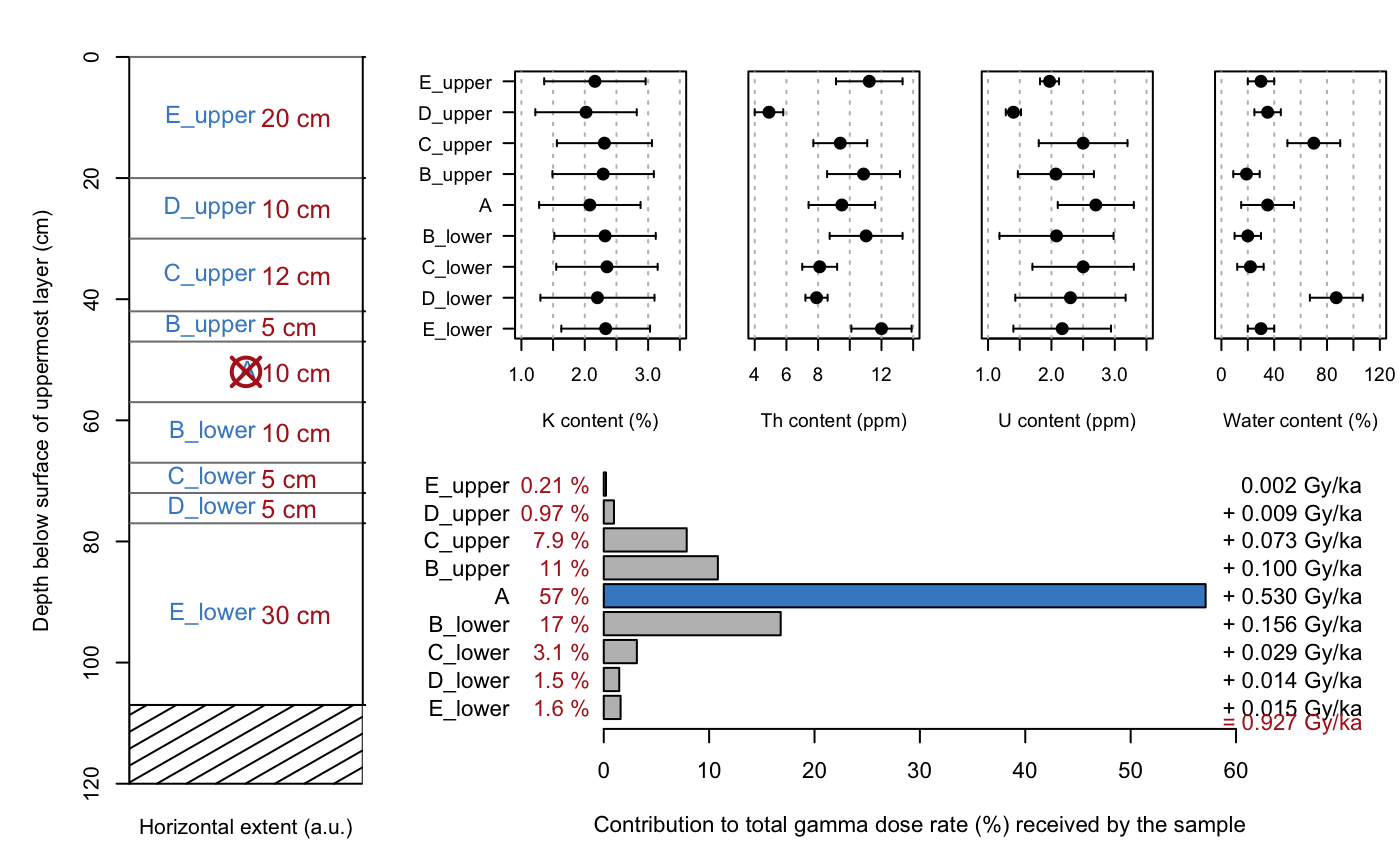 Depth below surface of uppermost layer (cm)
0
20
40
60
80
100
120
E_upper 20 cm
D_upper 10 cm
C_upper 12 cm
B_upper 5 cm
A 10 cm
B_lower 10 cm
C_lower 5 cm
D_lower 5 cm
E_lower 30 cm
Horizontal extent (a.u.)
E_upper
D_upper
C_upper
B_upper
A
B_lower
C_lower
D_lower
E_lower
1.0 2.0 3.0
K content (%)
4 6 8 12
Th content (ppm)
1.0 2.0 3.0
U content (ppm)
0 40 80 120
Water content (%)
E_upper 0.21 % 0.002 Gy/ka
D_upper 0.97 % + 0.009 Gy/ka
C_upper 7.9 % + 0.073 Gy/ka
B_upper 11 % + 0.100 Gy/ka
A 57 % + 0.530 Gy/ka
B_lower 17 % + 0.156 Gy/ka
C_lower 3.1 % + 0.029 Gy/ka
D_lower 1.5 % + 0.014 Gy/ka
E_lower 1.6 % + 0.015 Gy/ka
= 0.927 Gy/ka
0 10 20 30 40 50 60
Contribution to total gamma dose rate (%) received by the sample